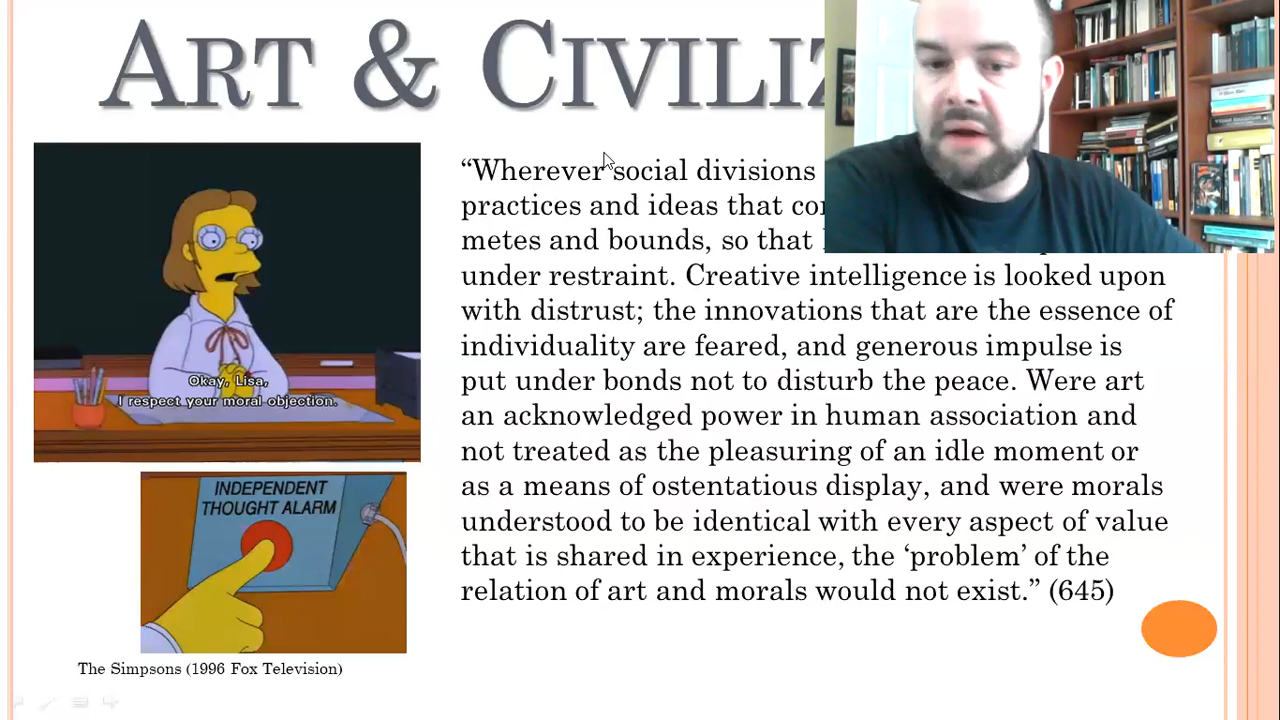 ART & CIVILIZ
Okay, Lisa,
I respect your moral objection.
INDEPENDENT
THOUGHT ALARM
The Simpsons (1996 Fox Television)
“Wherever social divisions
practices and ideas that
metes and bounds, so that
under restraint. Creative intelligence is looked upon
with distrust; the innovations that are the essence of
individuality are feared, and generous impulse is
put under bonds not to disturb the peace. Were art
an acknowledged power in human association and
not treated as the pleasuring of an idle moment or
as a means of ostentatious display, and were morals
understood to be identical with every aspect of value
that is shared in experience, the ‘problem’ of the
relation of art and morals would not exist.” (645)